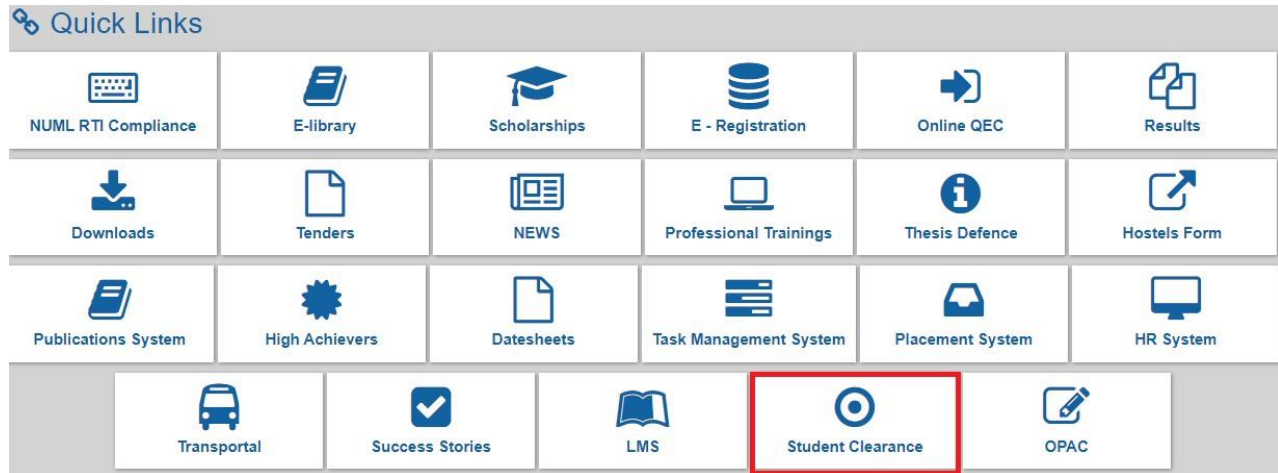 Quick Links
NUML RTI Compliance
E-library
Scholarships
E - Registration
Online QEC
Results
Downloads
Tenders
NEWS
Professional Trainings
Thesis Defence
Hostels Form
Publications System
High Achievers
Datesheets
Task Management System
Placement System
HR System
Transportal
Success Stories
LMS
Student Clearance
OPAC